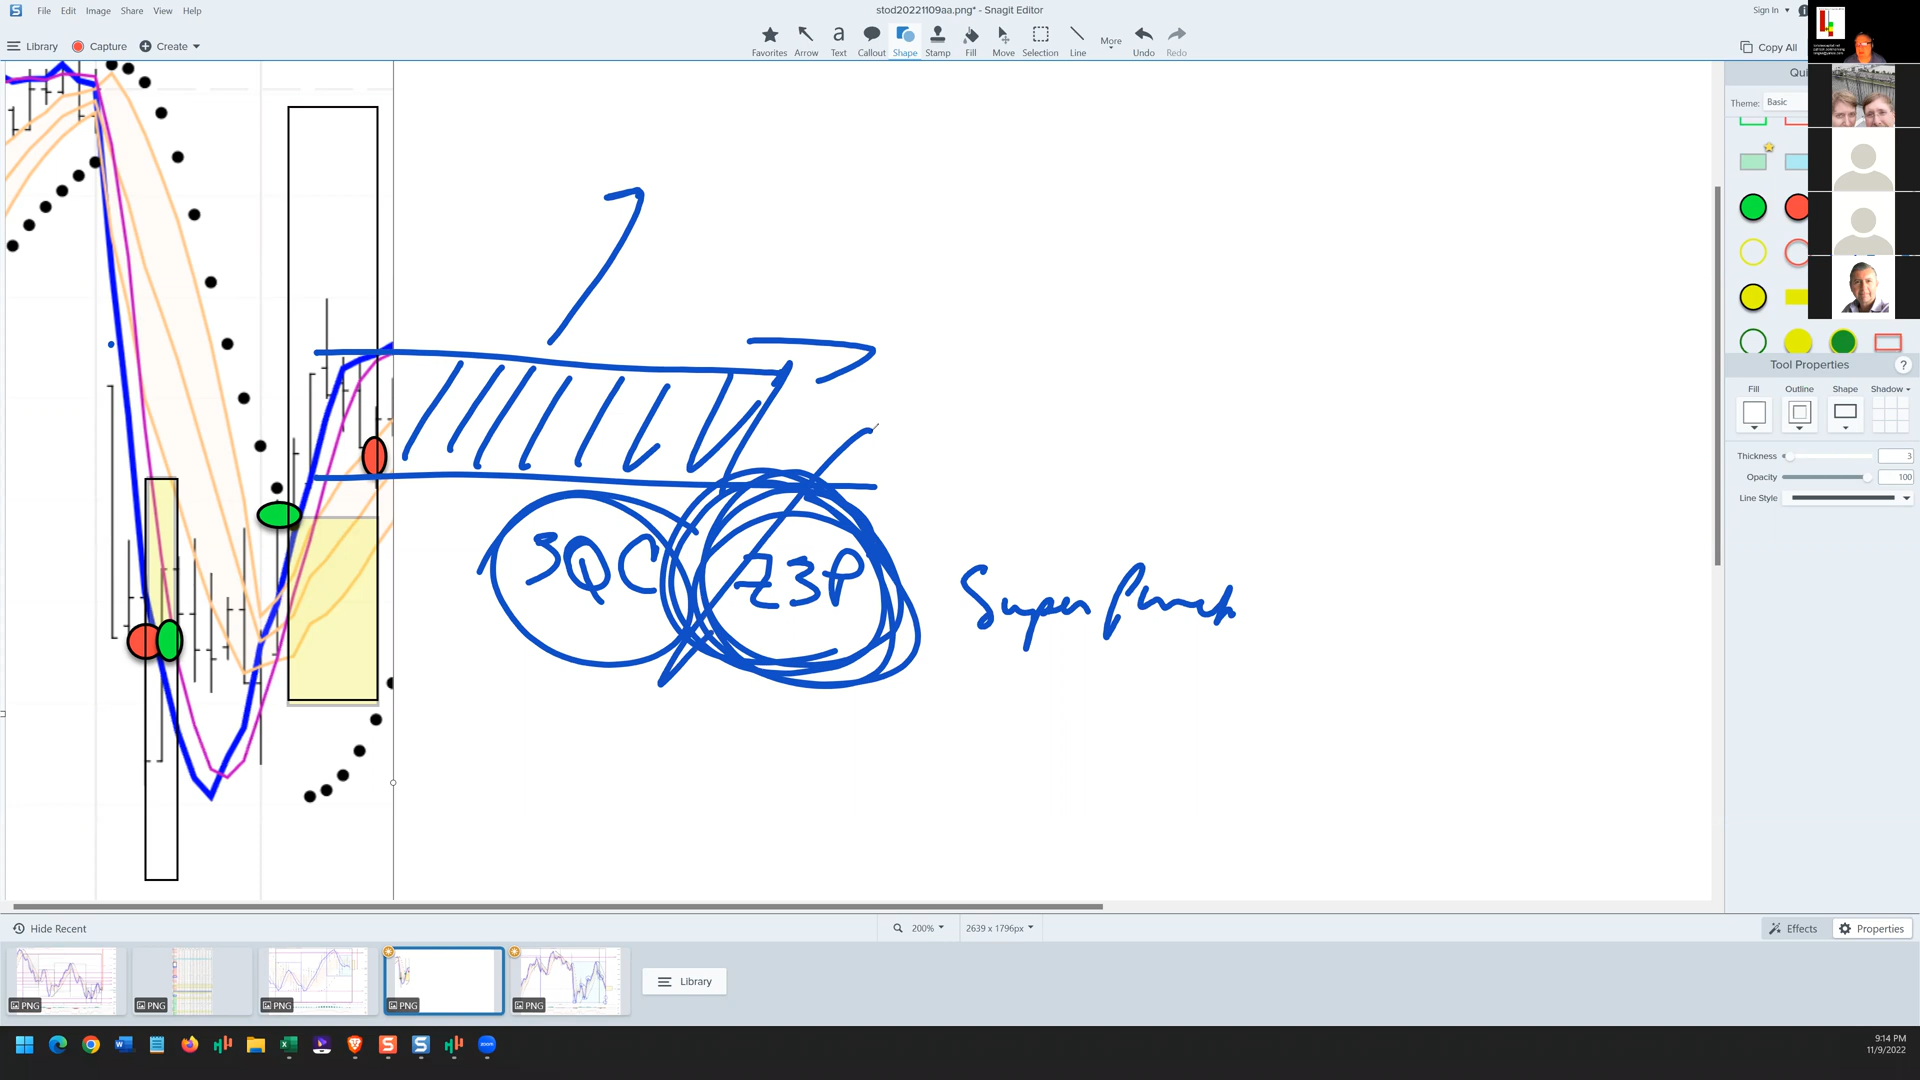 stod20221109aa.png* - Snagit Editor
File Edit Image Share View Help
Sign In
Library Capture Create
Favorites Arrow Text Callout Shape Stamp Fill Move Selection Line More Undo Redo
Copy All
Theme: Basic
Tool Properties ?
Fill Outline Shape Shadow
Thickness 3
Opacity 100
Line Style
3QC Z3P
Super
Hide Recent
200% 2639 x 1796px
Effects Properties
PNG PNG PNG PNG PNG
Library
zoom
9:14 PM
11/9/2022